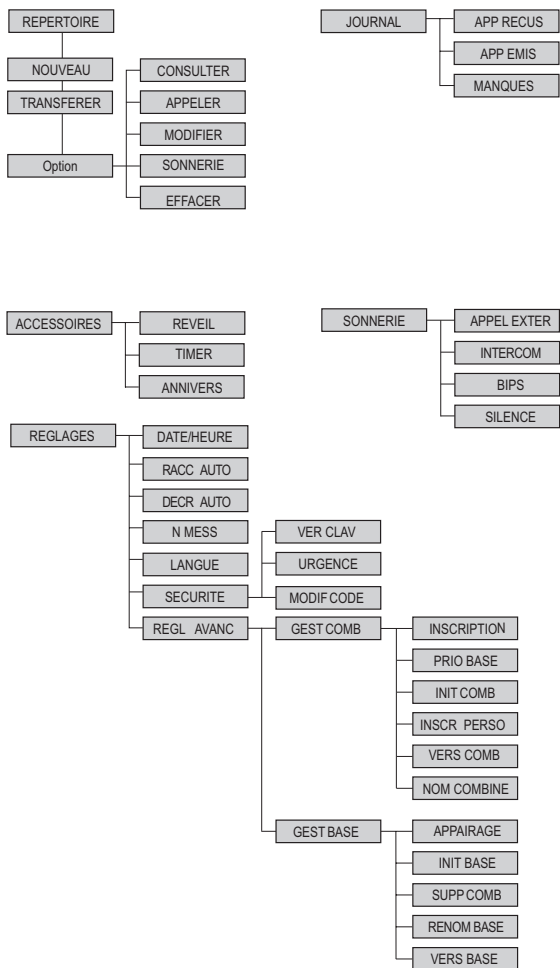 REPERTOIRE
NOUVEAU
TRANSFERER
Option
CONSULTER
APPELER
MODIFIER
SONNERIE
EFFACER
JOURNAL
APP RECUS
APP EMIS
MANQUES
ACCESSOIRES
REVEIL
TIMER
ANNIVERS
SONNERIE
APPEL EXTER
INTERCOM
BIPS
SILENCE
REGLAGES
DATE/HEURE
RACC AUTO
DECR AUTO
N MESS
LANGUE
SECURITE
REGL AVANC
VER CLAV
URGENCE
MODIF CODE
GEST COMB
INSCRIPTION
PRIO BASE
INIT COMB
INSCR PERSO
VERS COMB
NOM COMBINE
GEST BASE
APPAIRAGE
INIT BASE
SUPP COMB
RENOM BASE
VERS BASE